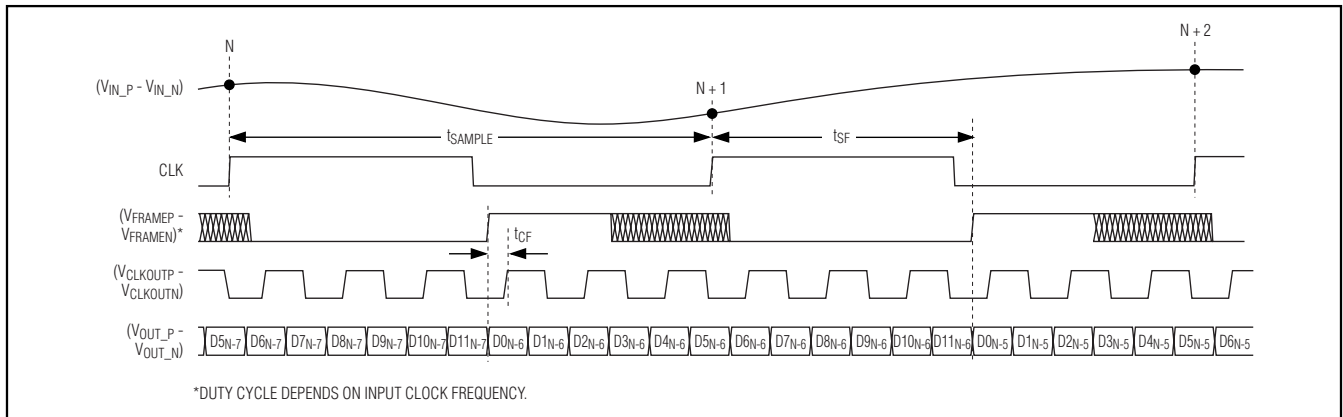 N
N + 1
N + 2
(VIN_P - VIN_N)
tSAMPLE
tSF
CLK
(VFRAMEP -
VFRAMEN)*
tCF
(VCLKOUTP -
VCLKOUTN)
(VOUT_P -
VOUT_N)
D5N-7 D6N-7 D7N-7 D8N-7 D9N-7 D10N-7 D11N-7 D0N-6 D1N-6 D2N-6 D3N-6 D4N-6 D5N-6 D6N-6 D7N-6 D8N-6 D9N-6 D10N-6 D11N-6 D0N-5 D1N-5 D2N-5 D3N-5 D4N-5 D5N-5 D6N-5
*DUTY CYCLE DEPENDS ON INPUT CLOCK FREQUENCY.